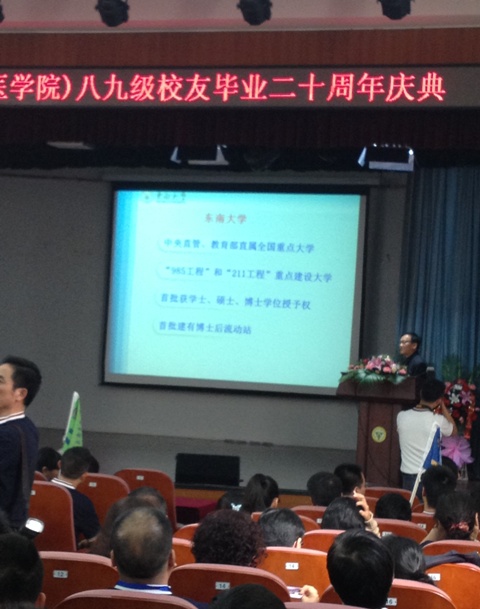 医学院)八九级校友毕业二十周年庆典
东南大学
中央直管、教育部直属全国重点大学
“985工程”和“211工程”重点建设大学
首批获学士、硕士、博士学位授予权
首批建有博士后流动站